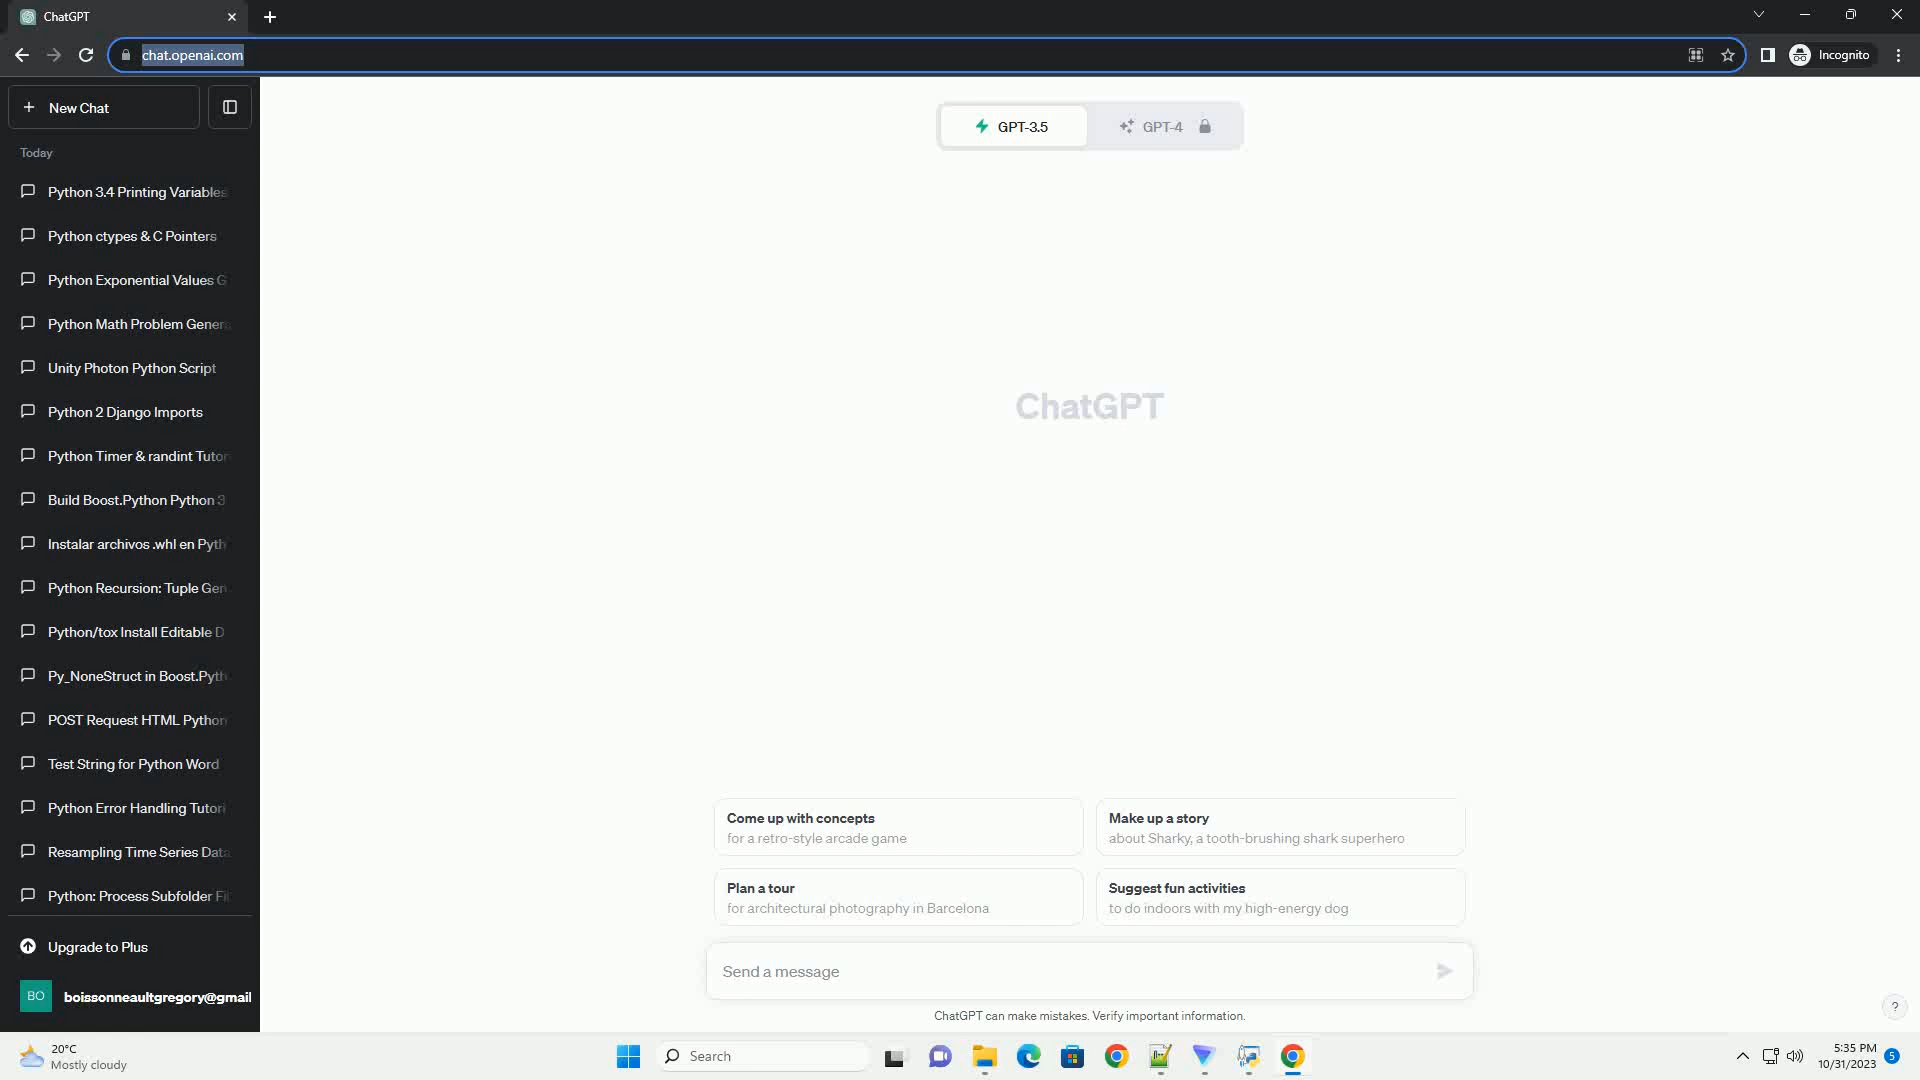 ChatGPT
chat.openai.com
Incognito
New Chat
Today
Python 3.4 Printing Variables
Python ctypes & C Pointers
Python Exponential Values G
Python Math Problem Genera
Unity Photon Python Script
Python 2 Django Imports
Python Timer & randint Tutor
Build Boost.Python Python 3
Instalar archivos .whl en Pyth
Python Recursion: Tuple Gen
Python/tox Install Editable D
Py_NoneStruct in Boost.Pyth
POST Request HTML Python
Test String for Python Word
Python Error Handling Tutori
Resampling Time Series Data
Python: Process Subfolder Fi
Upgrade to Plus
BO
boissonneaultgregory@gmail
GPT-3.5
GPT-4
ChatGPT
Come up with concepts
for a retro-style arcade game
Make up a story
about Sharky, a tooth-brushing shark superhero
Plan a tour
for architectural photography in Barcelona
Suggest fun activities
to do indoors with my high-energy dog
Send a message
ChatGPT can make mistakes. Verify important information.
?
20°C
Mostly cloudy
Search
5:35 PM
10/31/2023
5